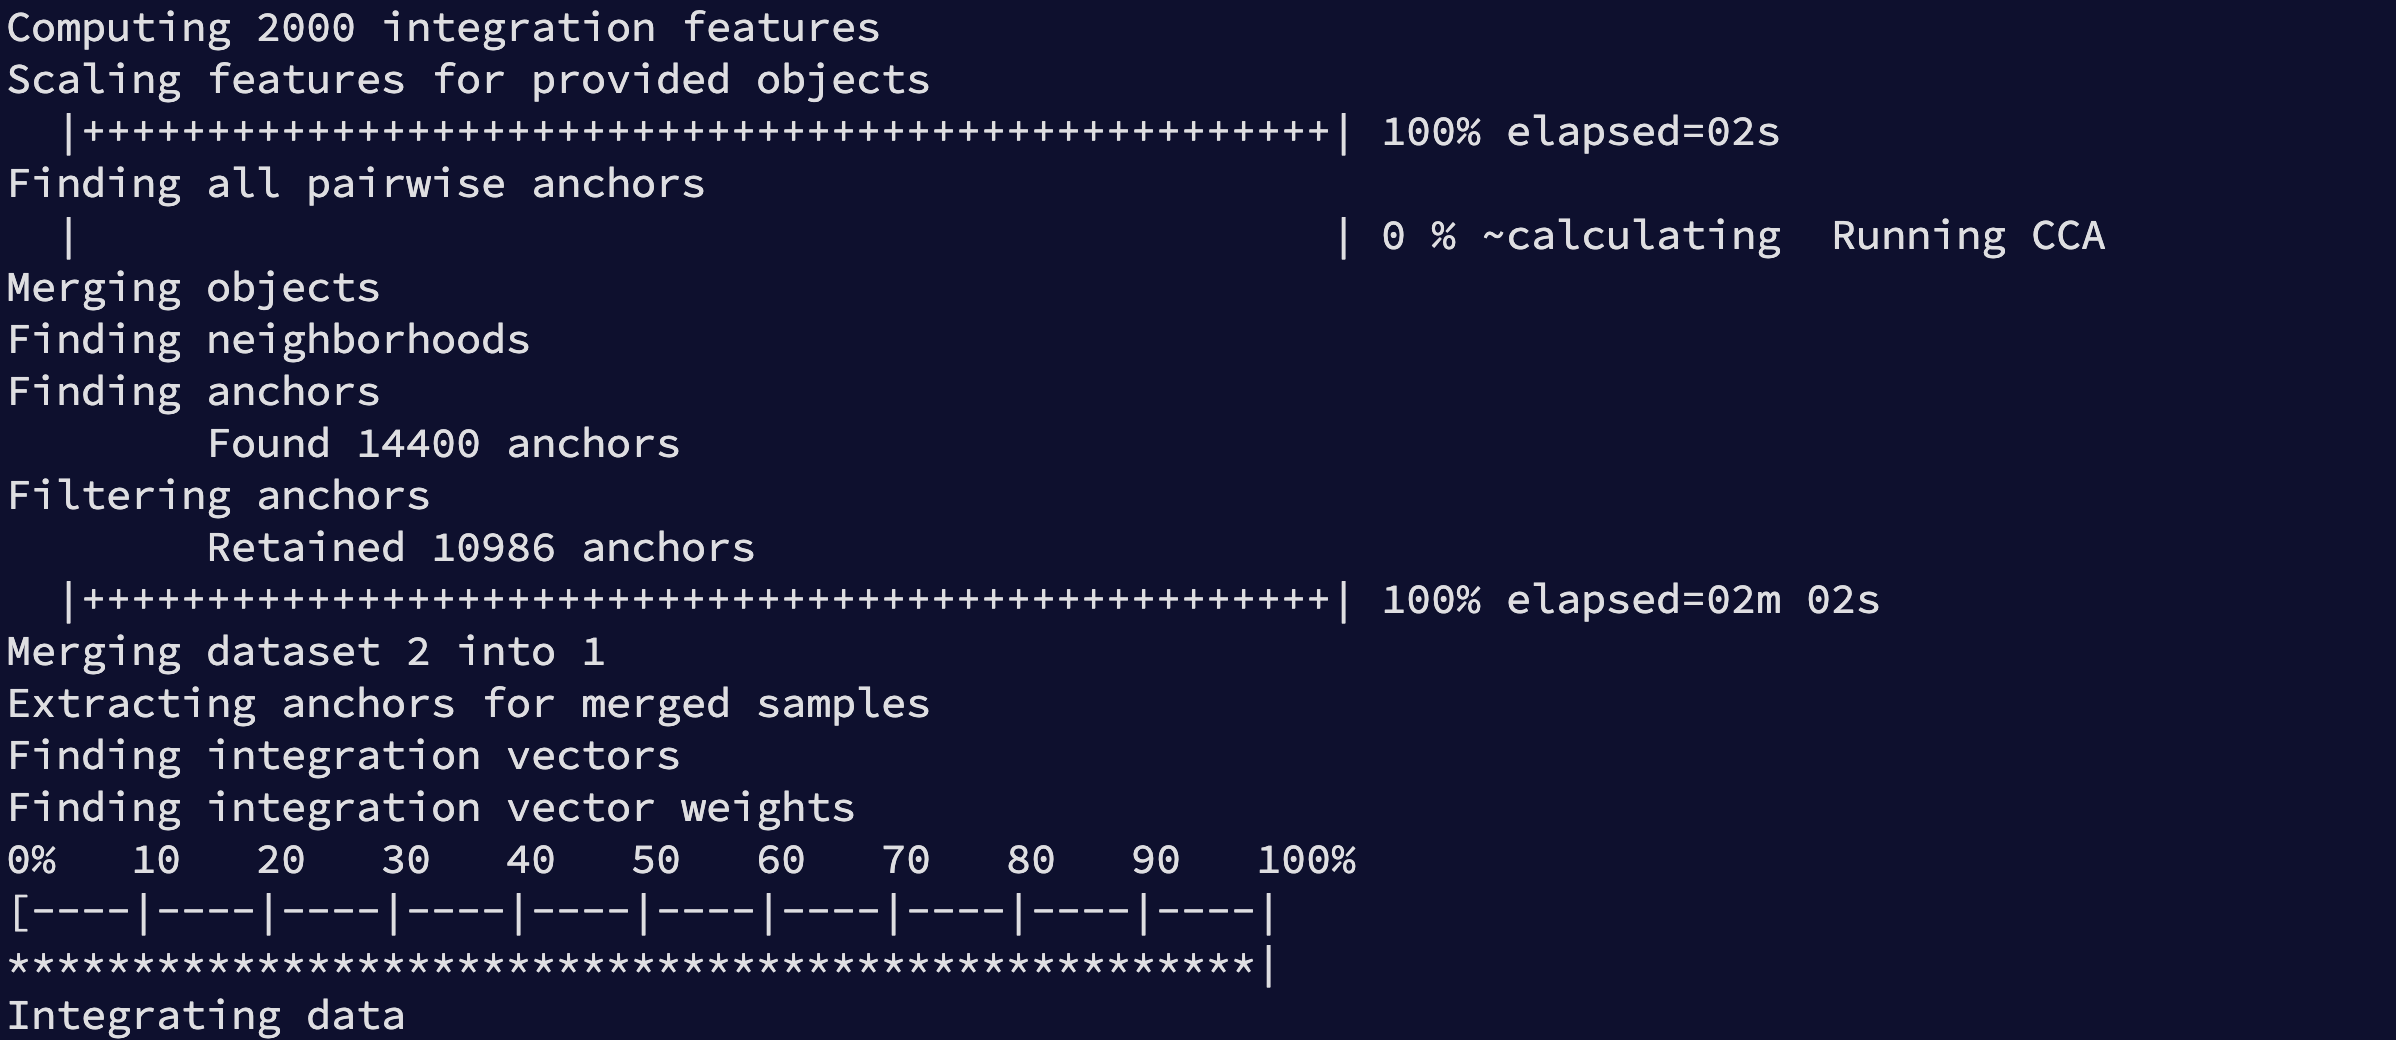 Computing 2000 integration features
Scaling features for provided objects
  |++++++++++++++++++++++++++++++++++++++++++++++++++| 100% elapsed=02s
Finding all pairwise anchors
  |                                                  | 0 % ~calculating  Running CCA
Merging objects
Finding neighborhoods
Finding anchors
        Found 14400 anchors
Filtering anchors
        Retained 10986 anchors
  |++++++++++++++++++++++++++++++++++++++++++++++++++| 100% elapsed=02m 02s
Merging dataset 2 into 1
Extracting anchors for merged samples
Finding integration vectors
Finding integration vector weights
0%   10   20   30   40   50   60   70   80   90   100%
[----|----|----|----|----|----|----|----|----|----|
**************************************************|
Integrating data